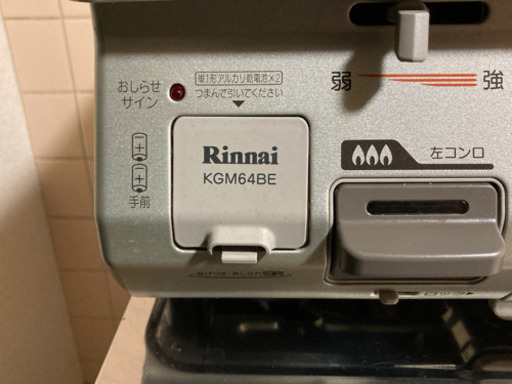 単1形アルカリ乾電池×2
つまんで引いてください
おしらせ
サイン
弱 強
Rinnai
KGM64BE
左コンロ
手前